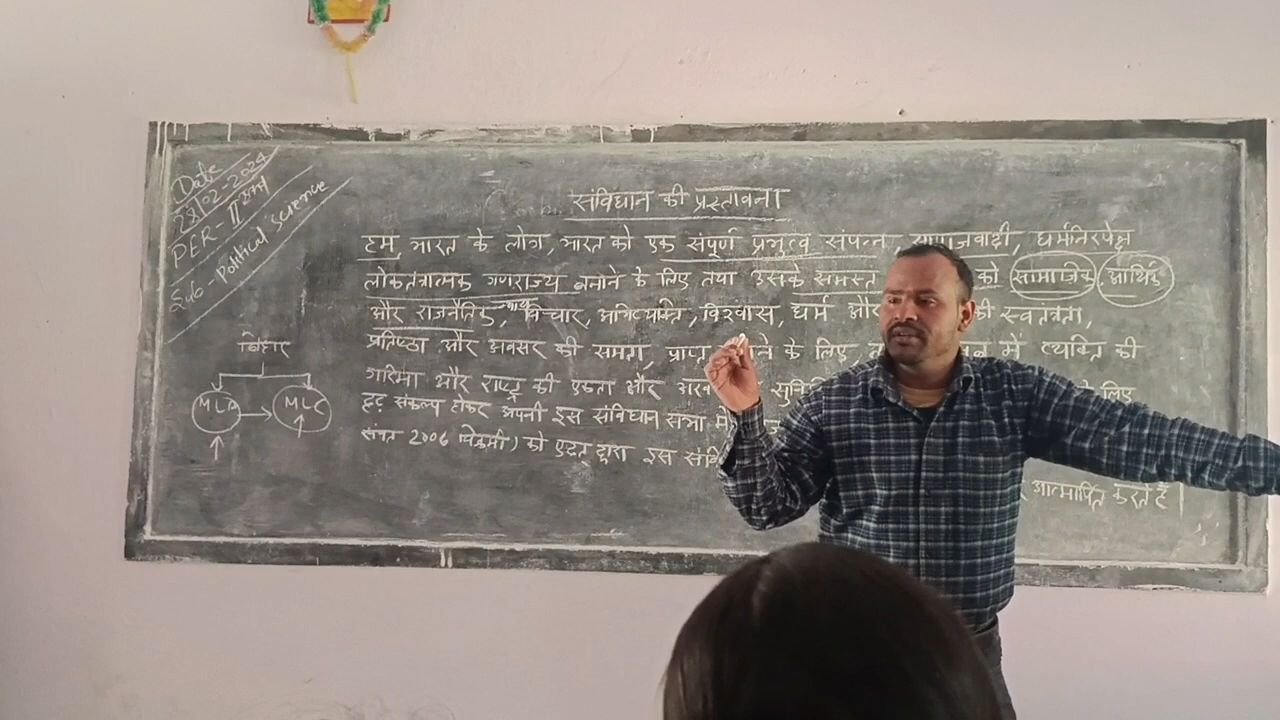 Date
28/02-2024
PER- II
Sub- Political Science
संविधान की प्रस्तावना
हम, भारत के लोग, भारत को एक संपूर्ण प्रभुत्व संपन्न, समाजवादी, धर्मनिरपेक्ष
लोकतंत्रात्मक गणराज्य बनाने के लिए तथा उसके समस्त को सामाजिक, आर्थिक
और राजनैतिक, न्याय विचार, अभिव्यक्ति, विश्वास, धर्म और की स्वतंत्रता,
प्रतिष्ठा और अवसर की समता, प्राप्त के लिए, में व्यक्ति की
गरिमा और राष्ट्र की एकता और लिए
दृढ़ संकल्प होकर अपनी इस संविधान सभा में
संवत 2006 विक्रमी) को एतद् द्वारा इस
आत्मार्पित करते हैं।
बिहार
MLA
MLC